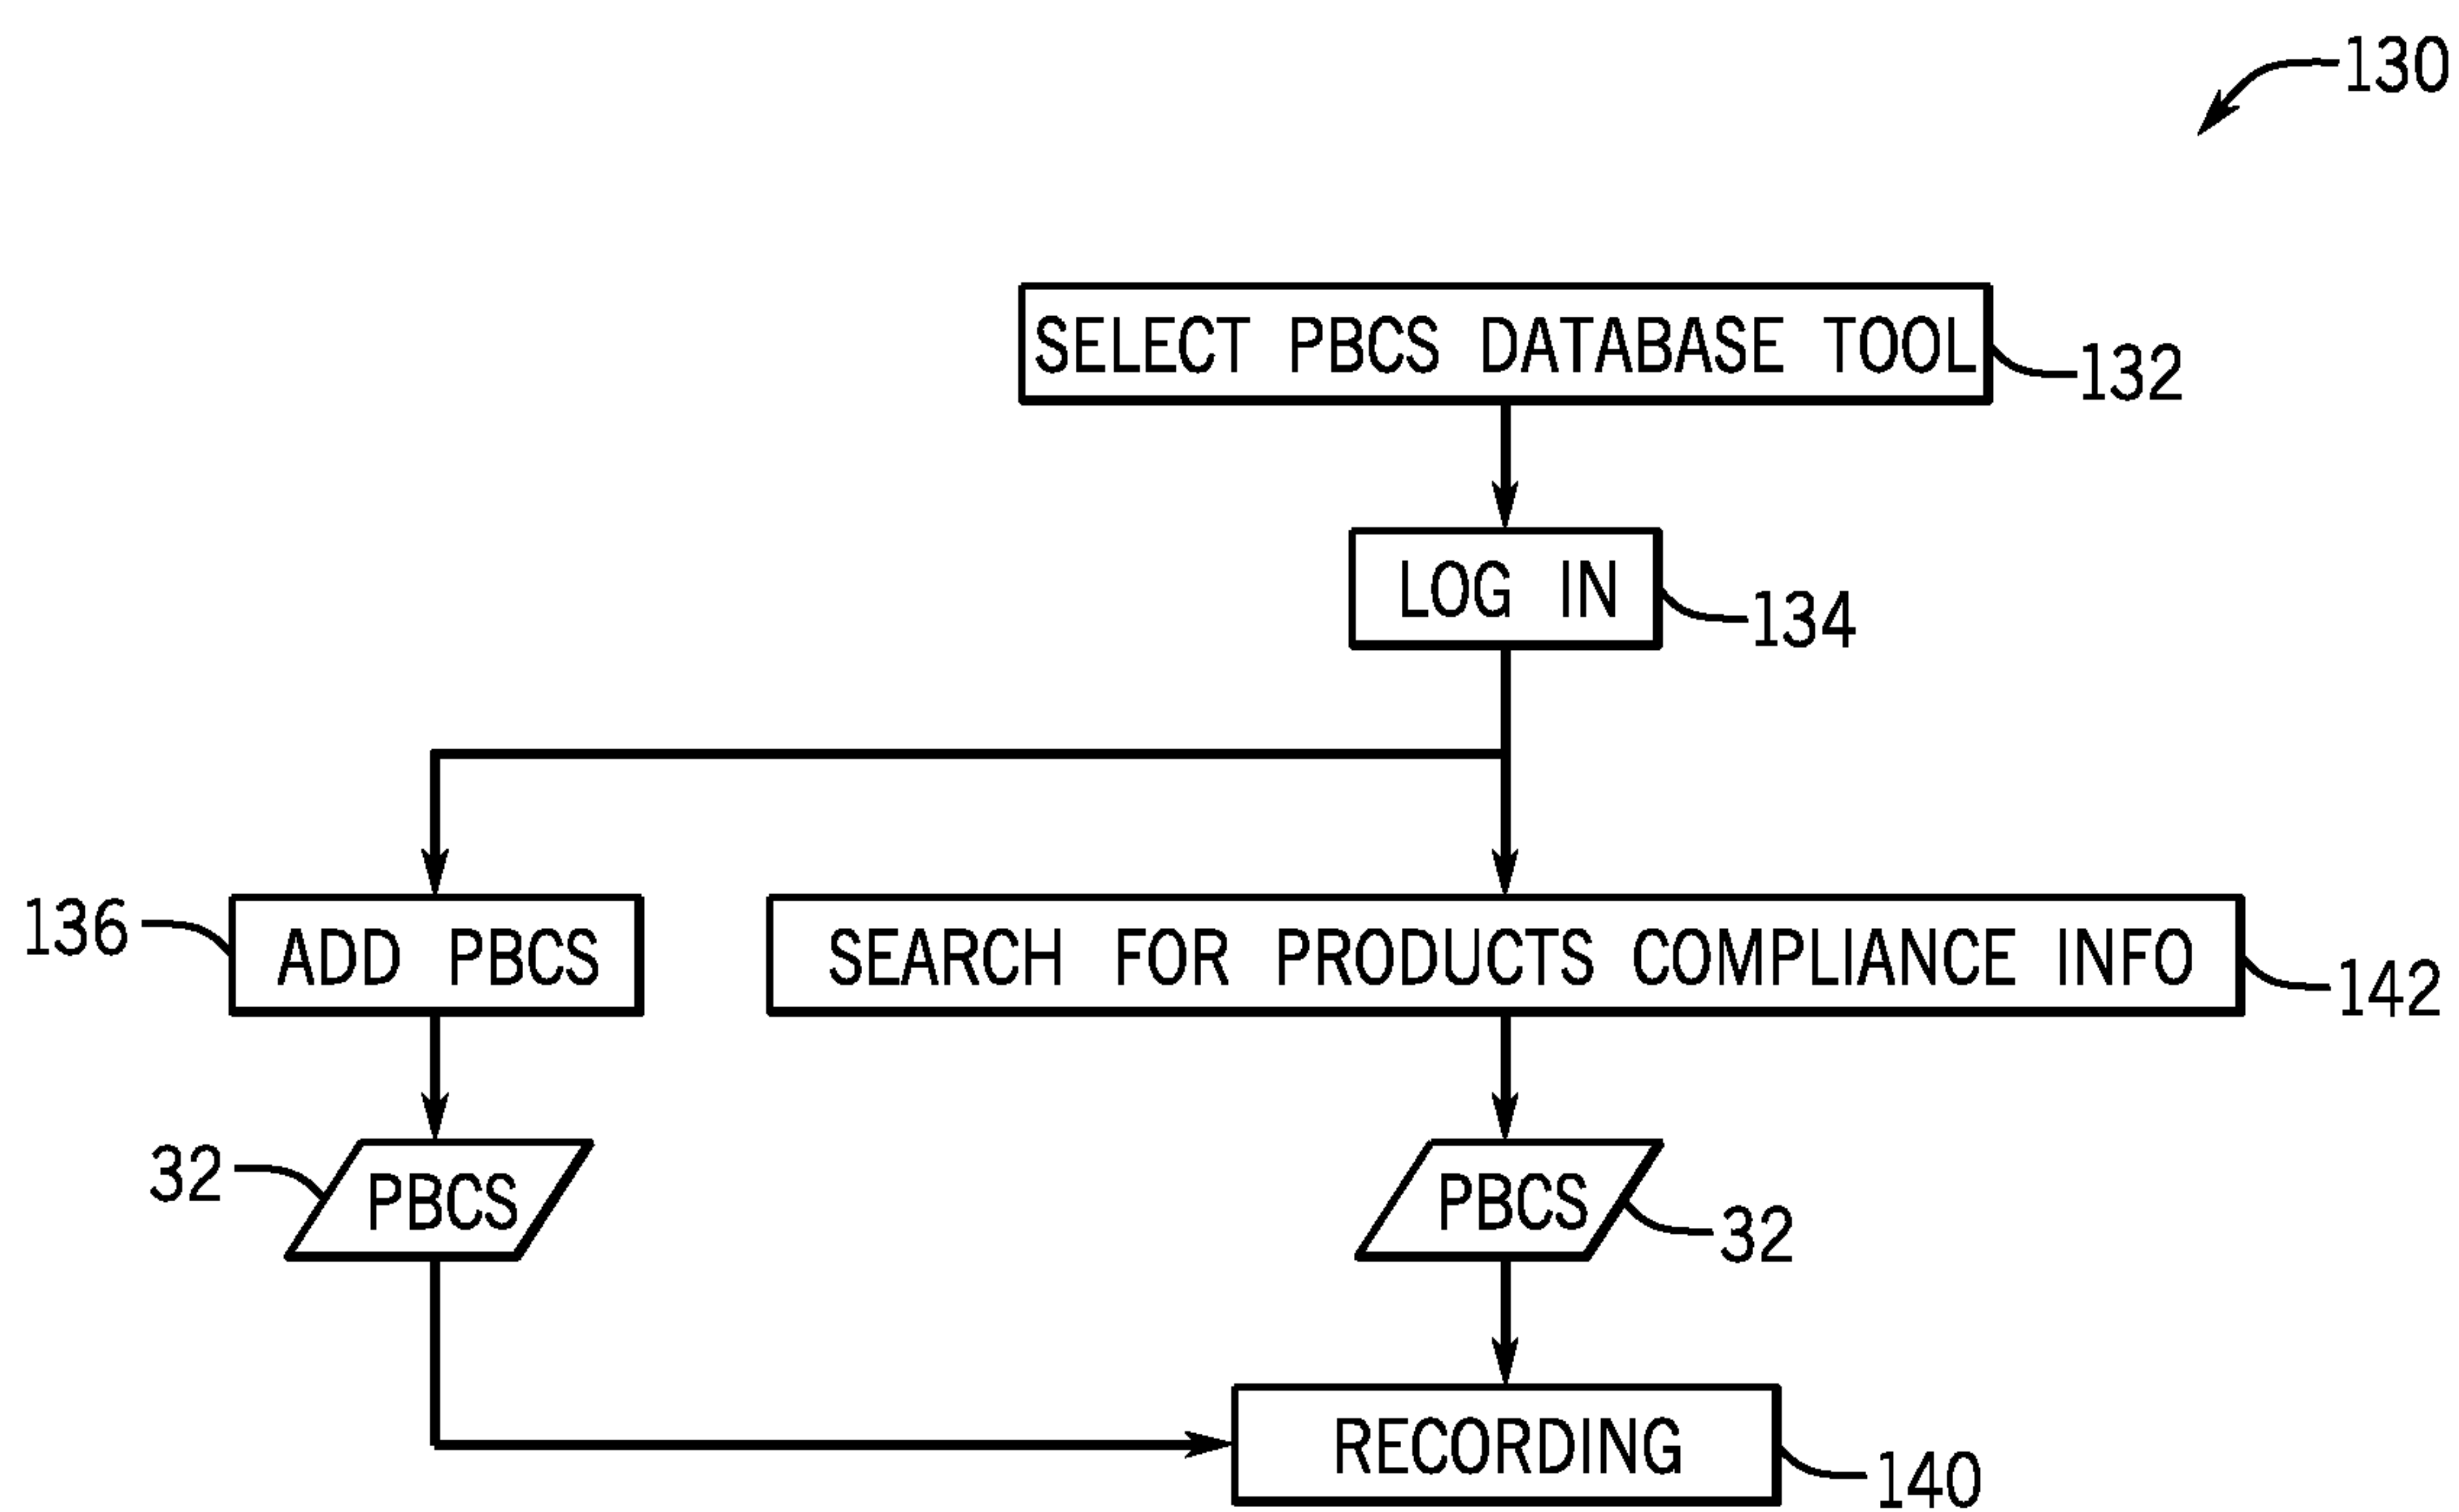 130
SELECT PBCS DATABASE TOOL
132
LOG IN
134
136
ADD PBCS
SEARCH FOR PRODUCTS COMPLIANCE INFO
142
32
PBCS
PBCS
32
RECORDING
140